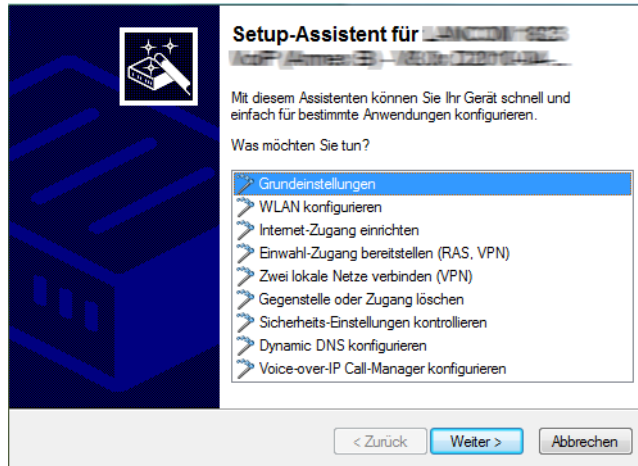 Setup-Assistent für
Mit diesem Assistenten können Sie Ihr Gerät schnell und
einfach für bestimmte Anwendungen konfigurieren.
Was möchten Sie tun?
Grundeinstellungen
WLAN konfigurieren
Internet-Zugang einrichten
Einwahl-Zugang bereitstellen (RAS, VPN)
Zwei lokale Netze verbinden (VPN)
Gegenstelle oder Zugang löschen
Sicherheits-Einstellungen kontrollieren
Dynamic DNS konfigurieren
Voice-over-IP Call-Manager konfigurieren
< Zurück Weiter > Abbrechen